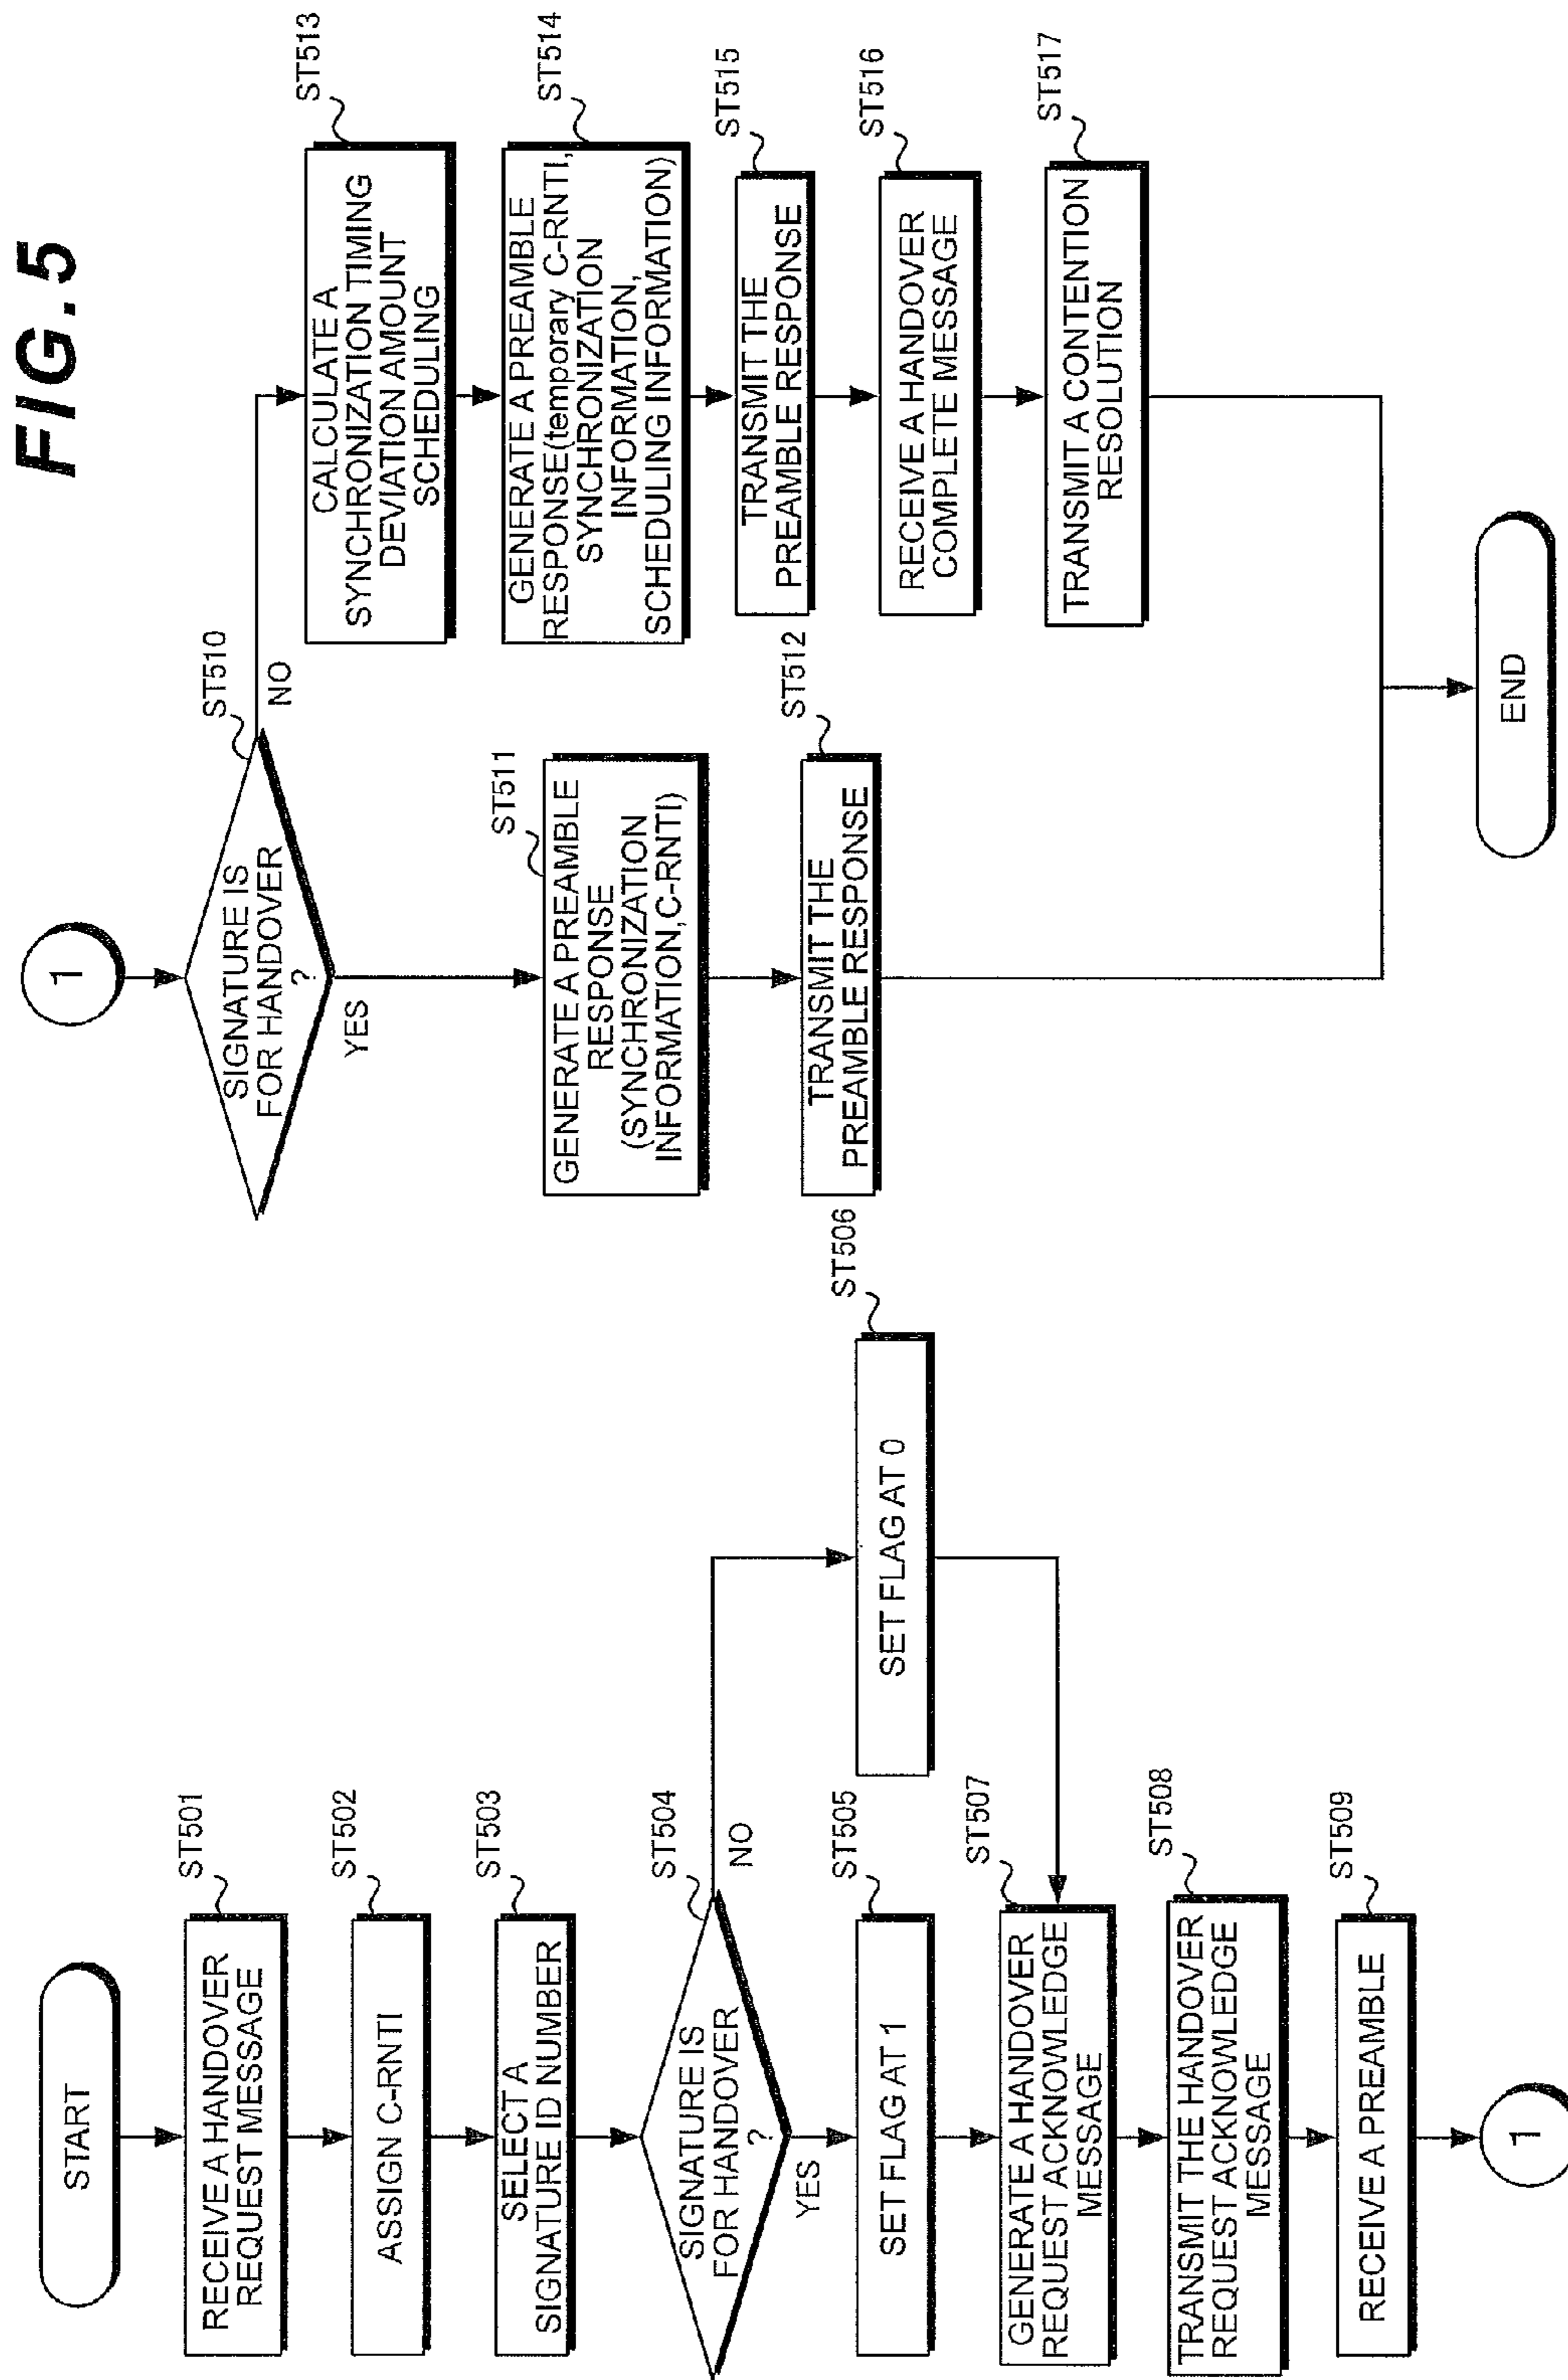 FIG.5
START
RECEIVE A HANDOVER
REQUEST MESSAGE
ST501
ASSIGN C-RNTI
ST502
SELECT A
SIGNATURE ID NUMBER
ST503
SIGNATURE IS
FOR HANDOVER
?
ST504
YES
NO
SET FLAG AT 1
ST505
SET FLAG AT 0
ST506
GENERATE A HANDOVER
REQUEST ACKNOWLEDGE
MESSAGE
ST507
TRANSMIT THE HANDOVER
REQUEST ACKNOWLEDGE
MESSAGE
ST508
RECEIVE A PREAMBLE
ST509
1
1
SIGNATURE IS
FOR HANDOVER
?
ST510
YES
NO
GENERATE A PREAMBLE
RESPONSE
(SYNCHRONIZATION
INFORMATION,C-RNTI)
ST511
TRANSMIT THE
PREAMBLE RESPONSE
ST512
CALCULATE A
SYNCHRONIZATION TIMING
DEVIATION AMOUNT
SCHEDULING
ST513
GENERATE A PREAMBLE
RESPONSE(temporary C-RNTI,
SYNCHRONIZATION
INFORMATION,
SCHEDULING INFORMATION)
ST514
TRANSMIT THE
PREAMBLE RESPONSE
ST515
RECEIVE A HANDOVER
COMPLETE MESSAGE
ST516
TRANSMIT A CONTENTION
RESOLUTION
ST517
END